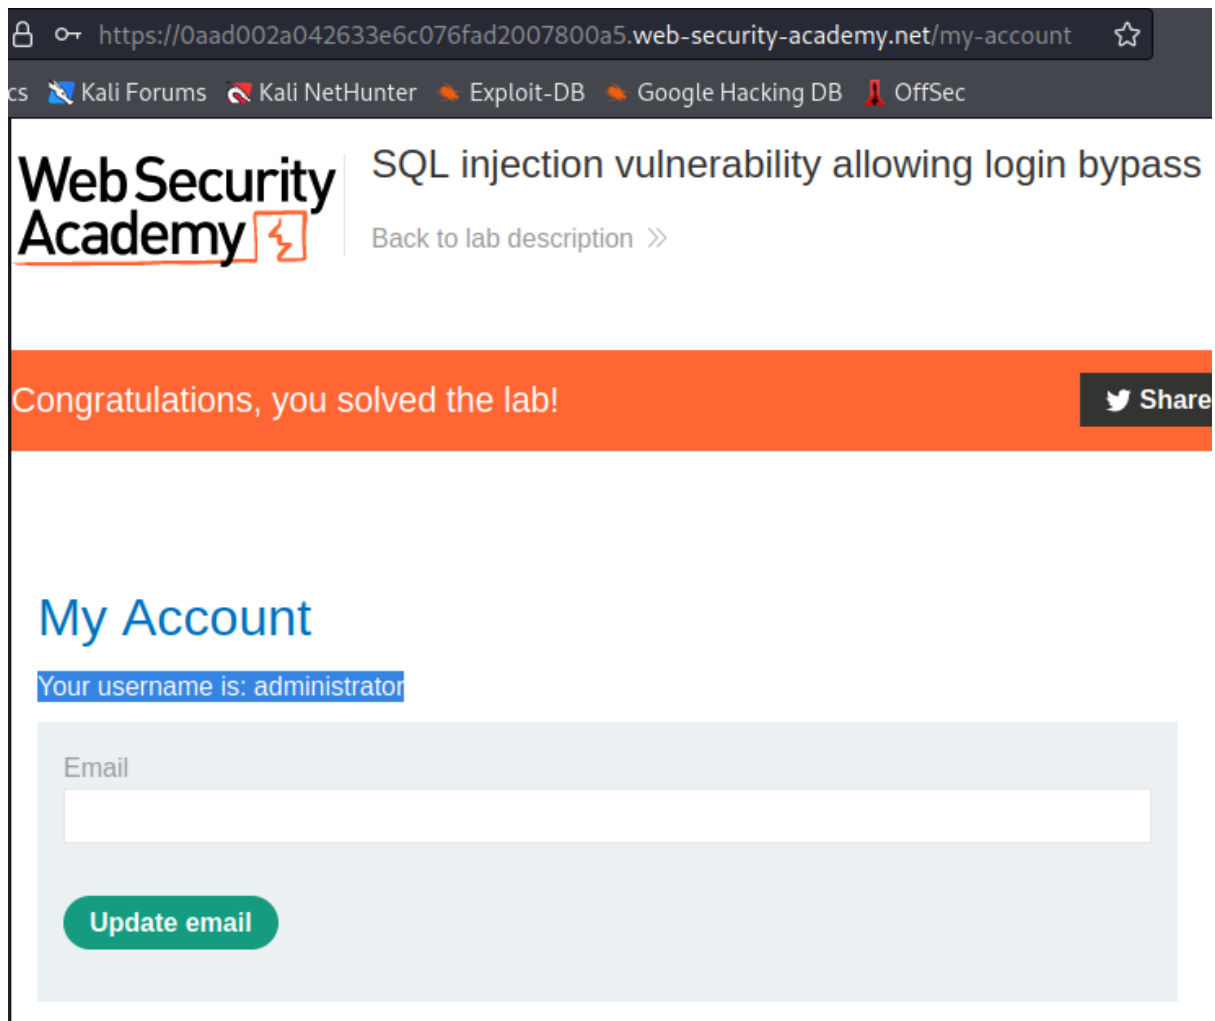 https://0aad002a042633e6c076fad2007800a5.web-security-academy.net/my-account
cs Kali Forums Kali NetHunter Exploit-DB Google Hacking DB OffSec
Web Security
Academy
SQL injection vulnerability allowing login bypass
Back to lab description
Congratulations, you solved the lab!
Share
My Account
Your username is: administrator
Email
Update email